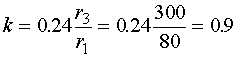 k = 0.24 r₃/r₁ = 0.24 300/80 = 0.9